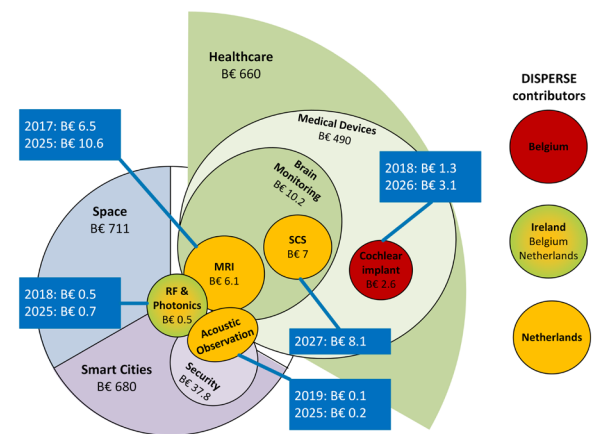 Healthcare
B€ 660
DISPERSE
contributors
Medical Devices
B€ 490
2017: B€ 6.5
2025: B€ 10.6
Belgium
Brain
Monitoring
B€ 10.2
2018: B€ 1.3
2026: B€ 3.1
Space
B€ 711
SCS
B€ 7
Cochlear
implant
B€ 2.6
Ireland
Belgium
Netherlands
MRI
B€ 6.1
2018: B€ 0.5
2025: B€ 0.7
RF &
Photonics
B€ 0.5
Acoustic
Observation
2027: B€ 8.1
Netherlands
Smart Cities
B€ 680
Security
B€ 37.8
2019: B€ 0.1
2025: B€ 0.2